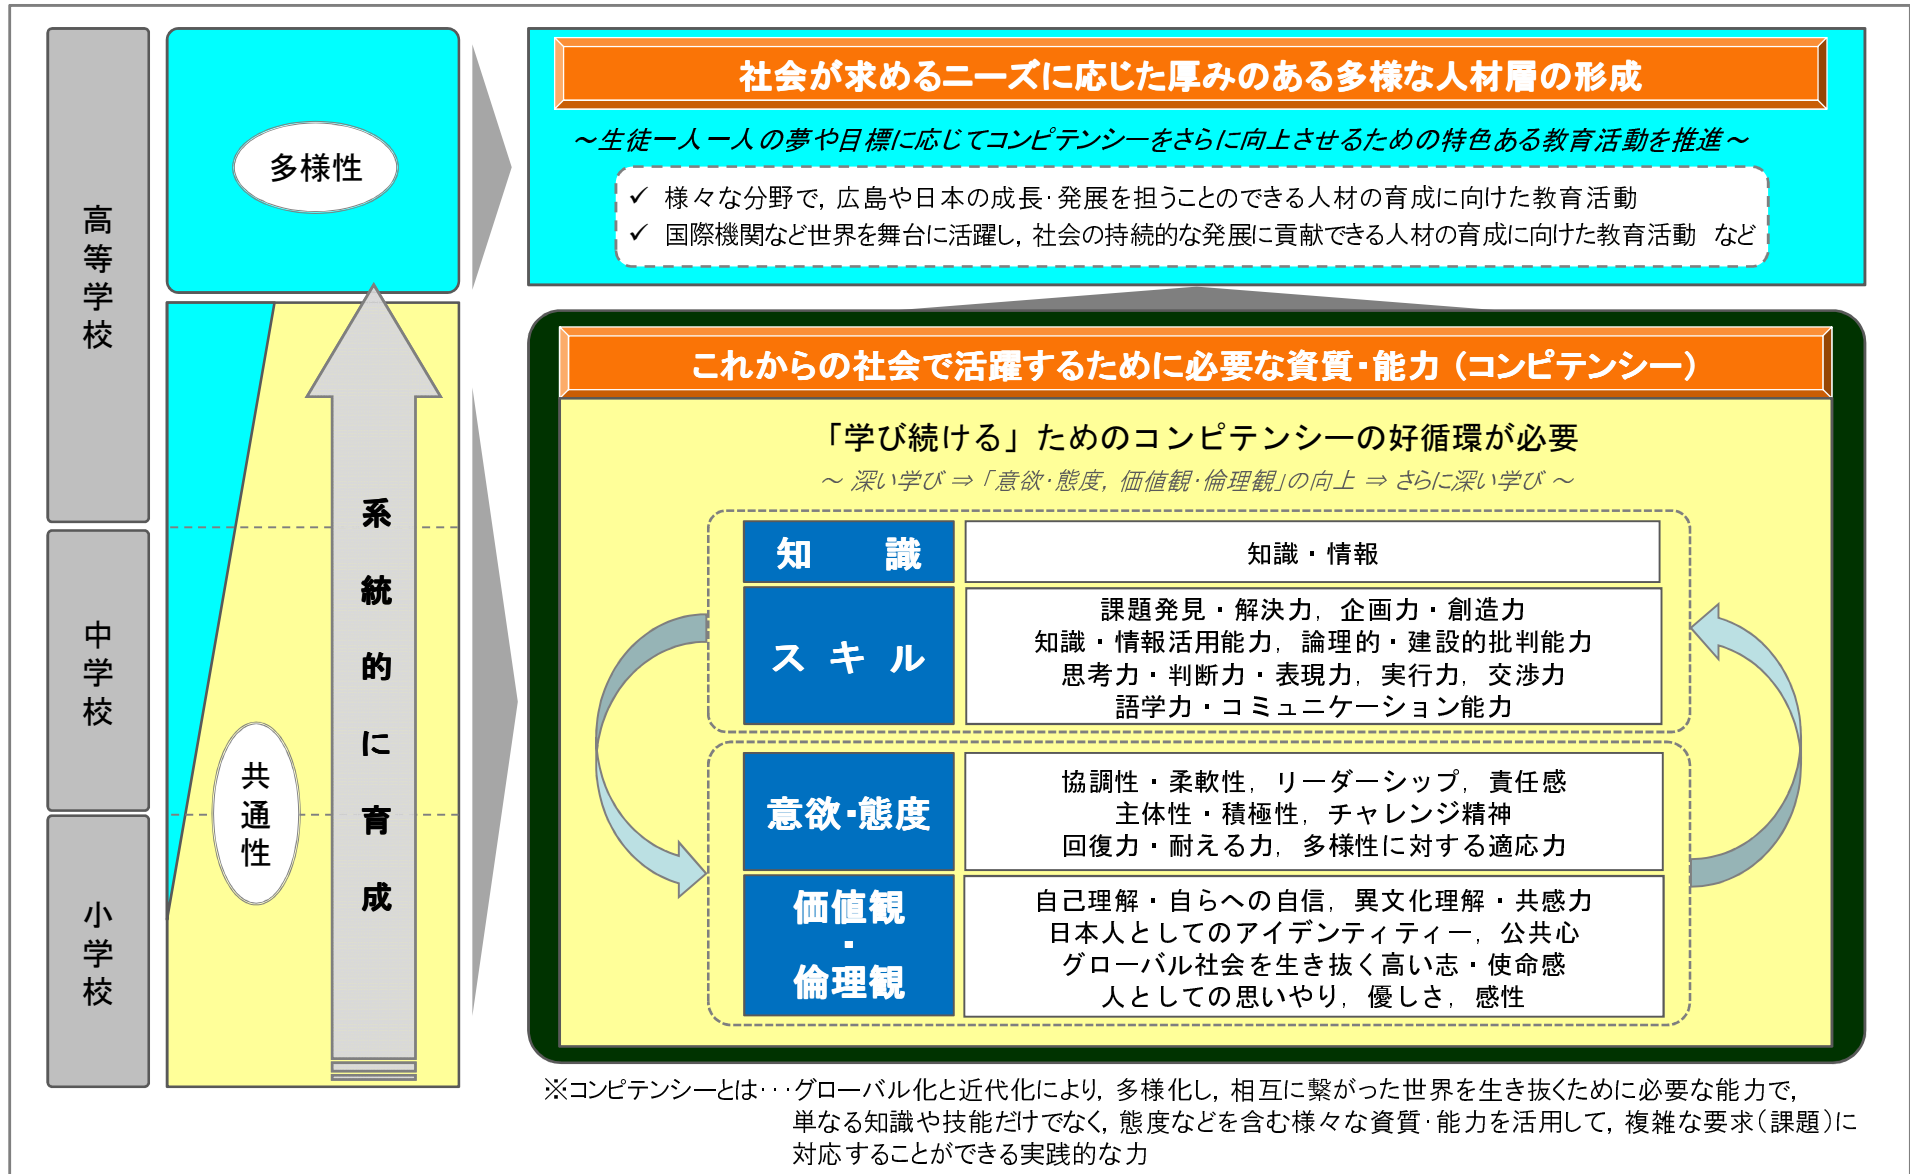 高等学校
中学校
小学校
多様性
共通性
系統的に育成
社会が求めるニーズに応じた厚みのある多様な人材層の形成
～生徒一人一人の夢や目標に応じてコンピテンシーをさらに向上させるための特色ある教育活動を推進～
✓ 様々な分野で，広島や日本の成長・発展を担うことのできる人材の育成に向けた教育活動
✓ 国際機関など世界を舞台に活躍し，社会の持続的な発展に貢献できる人材の育成に向けた教育活動　など
これからの社会で活躍するために必要な資質・能力（コンピテンシー）
「学び続ける」ためのコンピテンシーの好循環が必要
～ 深い学び ⇒「意欲・態度，価値観・倫理観」の向上 ⇒ さらに深い学び ～
知　識
知識・情報
スキル
課題発見・解決力，企画力・創造力
知識・情報活用能力，論理的・建設的批判能力
思考力・判断力・表現力，実行力，交渉力
語学力・コミュニケーション能力
意欲・態度
協調性・柔軟性，リーダーシップ，責任感
主体性・積極性，チャレンジ精神
回復力・耐える力，多様性に対する適応力
価値観
・
倫理観
自己理解・自らへの自信，異文化理解・共感力
日本人としてのアイデンティティー，公共心
グローバル社会を生き抜く高い志・使命感
人としての思いやり，優しさ，感性
※コンピテンシーとは・・・グローバル化と近代化により，多様化し，相互に繋がった世界を生き抜くために必要な能力で，
単なる知識や技能だけでなく，態度などを含む様々な資質・能力を活用して，複雑な要求（課題）に
対応することができる実践的な力